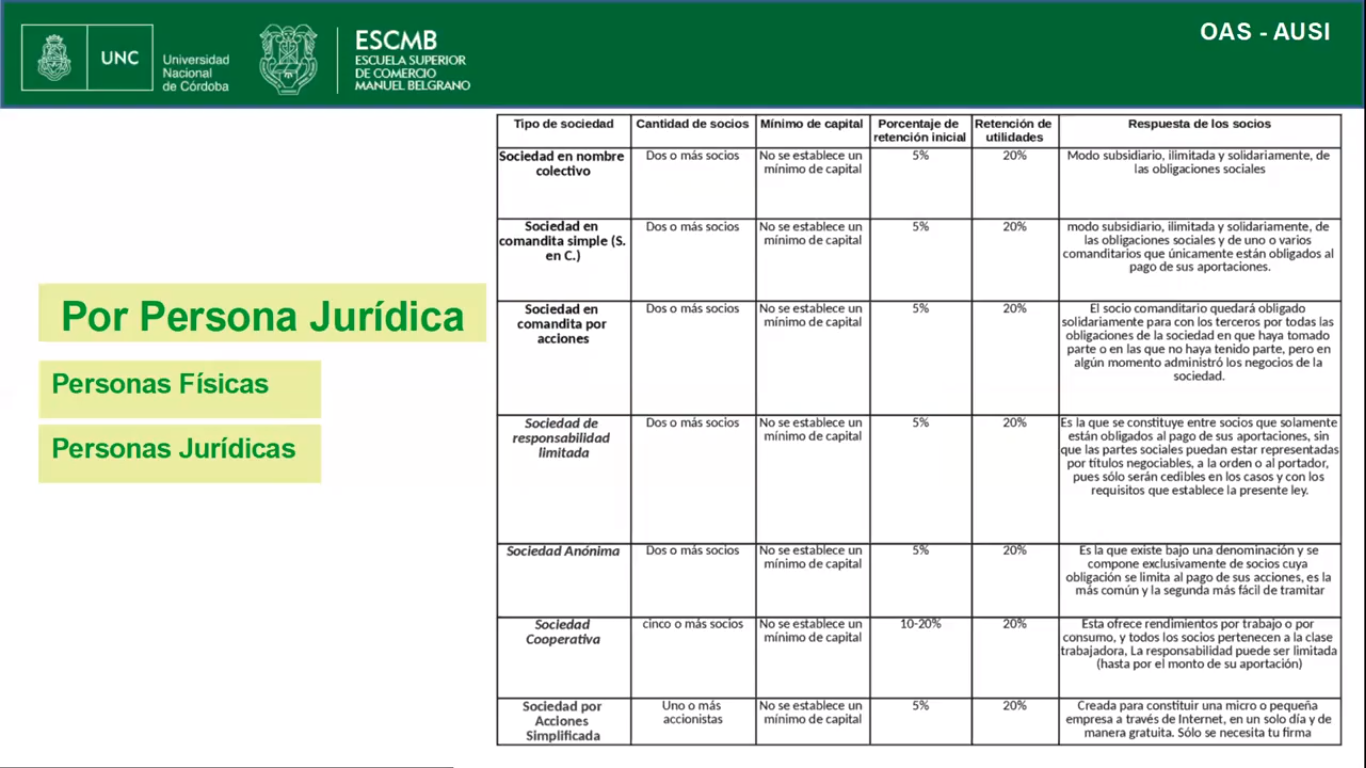 UNC
Universidad
Nacional
de Córdoba
ESCMB
ESCUELA SUPERIOR
DE COMERCIO
MANUEL BELGRANO
OAS - AUSI
Por Persona Jurídica
Personas Físicas
Personas Jurídicas
Tipo de sociedad
Cantidad de socios
Mínimo de capital
Porcentaje de
retención inicial
Retención de
utilidades
Respuesta de los socios
Sociedad en nombre
colectivo
Dos o más socios
No se establece un
mínimo de capital
5%
20%
Modo subsidiario, ilimitada y solidariamente, de
las obligaciones sociales
Sociedad en
comandita simple (S.
en C.)
Dos o más socios
No se establece un
mínimo de capital
5%
20%
modo subsidiario, ilimitada y solidariamente, de
las obligaciones sociales y de uno o varios
comanditarios que únicamente están obligados al
pago de sus aportaciones.
Sociedad en
comandita por
acciones
Dos o más socios
No se establece un
mínimo de capital
5%
20%
El socio comanditario quedará obligado
solidariamente para con los terceros por todas las
obligaciones de la sociedad en que haya tomado
parte o en las que no haya tenido parte, pero en
algún momento administró los negocios de la
sociedad.
Sociedad de
responsabilidad
limitada
Dos o más socios
No se establece un
mínimo de capital
5%
20%
Es la que se constituye entre socios que solamente
están obligados al pago de sus aportaciones, sin
que las partes sociales puedan estar representadas
por títulos negociables, a la orden o al portador,
pues sólo serán cedibles en los casos y con los
requisitos que establece la presente ley.
Sociedad Anónima
Dos o más socios
No se establece un
mínimo de capital
5%
20%
Es la que existe bajo una denominación y se
compone exclusivamente de socios cuya
obligación se limita al pago de sus acciones, es la
más común y la segunda más fácil de tramitar
Sociedad
Cooperativa
cinco o más socios
No se establece un
mínimo de capital
10-20%
20%
Esta ofrece rendimientos por trabajo o por
consumo, y todos los socios pertenecen a la clase
trabajadora, La responsabilidad puede ser limitada
(hasta por el monto de su aportación)
Sociedad por
Acciones
Simplificada
Uno o más
accionistas
No se establece un
mínimo de capital
5%
20%
Creada para constituir una micro o pequeña
empresa a través de Internet, en un solo día y de
manera gratuita. Sólo se necesita tu firma